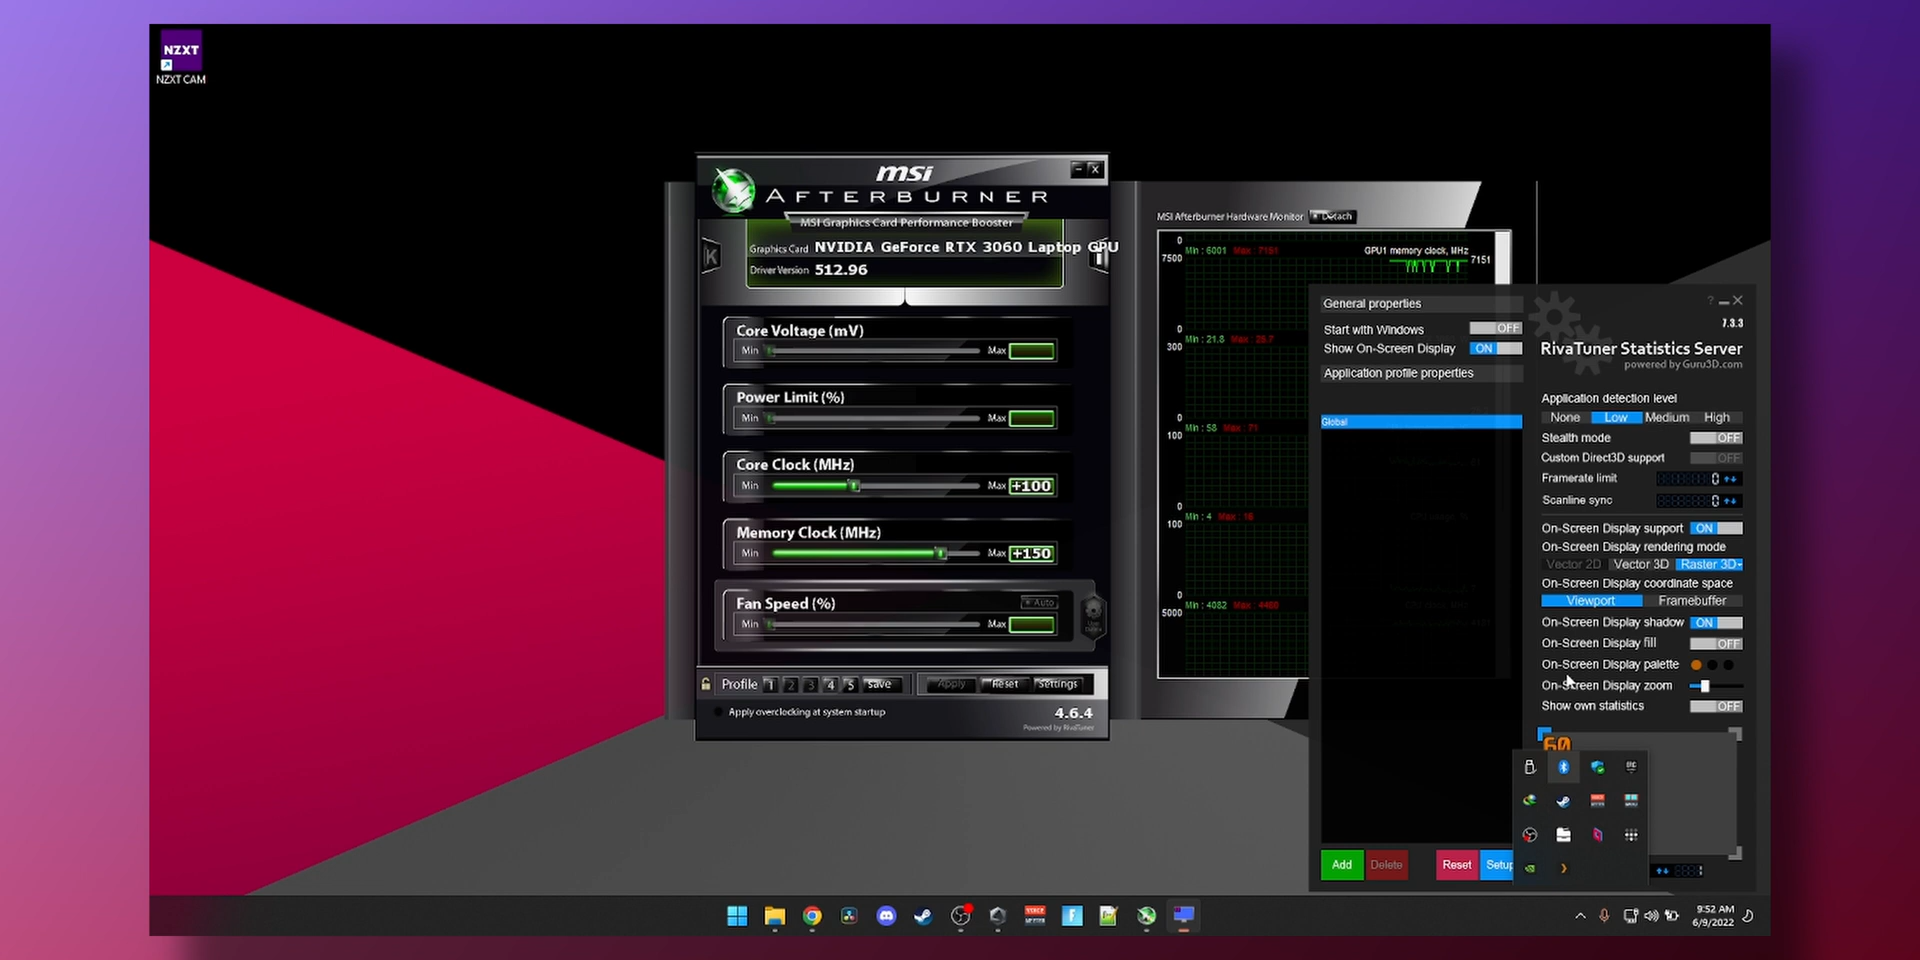 NZXT
NZXT CAM
msi
AFTERBURNER
MSI Graphics Card Performance Booster
Graphics Card NVIDIA GeForce RTX 3060 Laptop GPU
Driver Version 512.96
K
Core Voltage (mV)
Min Max
Power Limit (%)
Min Max
Core Clock (MHz)
Min Max +100
Memory Clock (MHz)
Min Max +150
Fan Speed (%)
Auto
Min Max
Profile 1 2 3 4 5 save
Apply Reset Settings
Apply overclocking at system startup
4.6.4
Powered by RivaTuner
MSI Afterburner Hardware Monitor Detach
0
7500
Min : 6001 Max : 7151
GPU1 memory clock, MHz
7151
0
300
Min : 21.8 Max : 25.7
0
100
Min : 58 Max : 71
0
100
Min : 4 Max : 16
0
5000
Min : 4082 Max : 4460
General properties
Start with Windows OFF
Show On-Screen Display ON
Application profile properties
Global
Add Delete Reset Setup
? X
7.3.3
RivaTuner Statistics Server
powered by Guru3D.com
Application detection level
None Low Medium High
Stealth mode OFF
Custom Direct3D support OFF
Framerate limit 0
Scanline sync 0
On-Screen Display support ON
On-Screen Display rendering mode
Vector 2D Vector 3D Raster 3D
On-Screen Display coordinate space
Viewport Framebuffer
On-Screen Display shadow ON
On-Screen Display fill OFF
On-Screen Display palette
On-Screen Display zoom
Show own statistics OFF
60
9:52 AM
6/9/2022